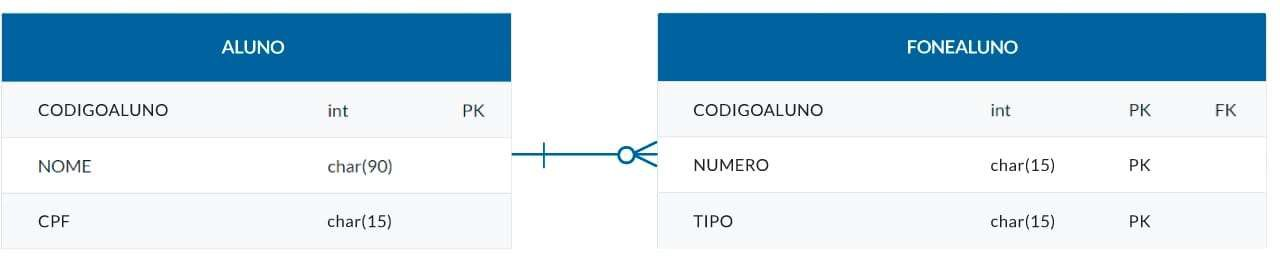 ALUNO
CODIGOALUNO int PK
NOME char(90)
CPF char(15)
FONEALUNO
CODIGOALUNO int PK FK
NUMERO char(15) PK
TIPO char(15) PK